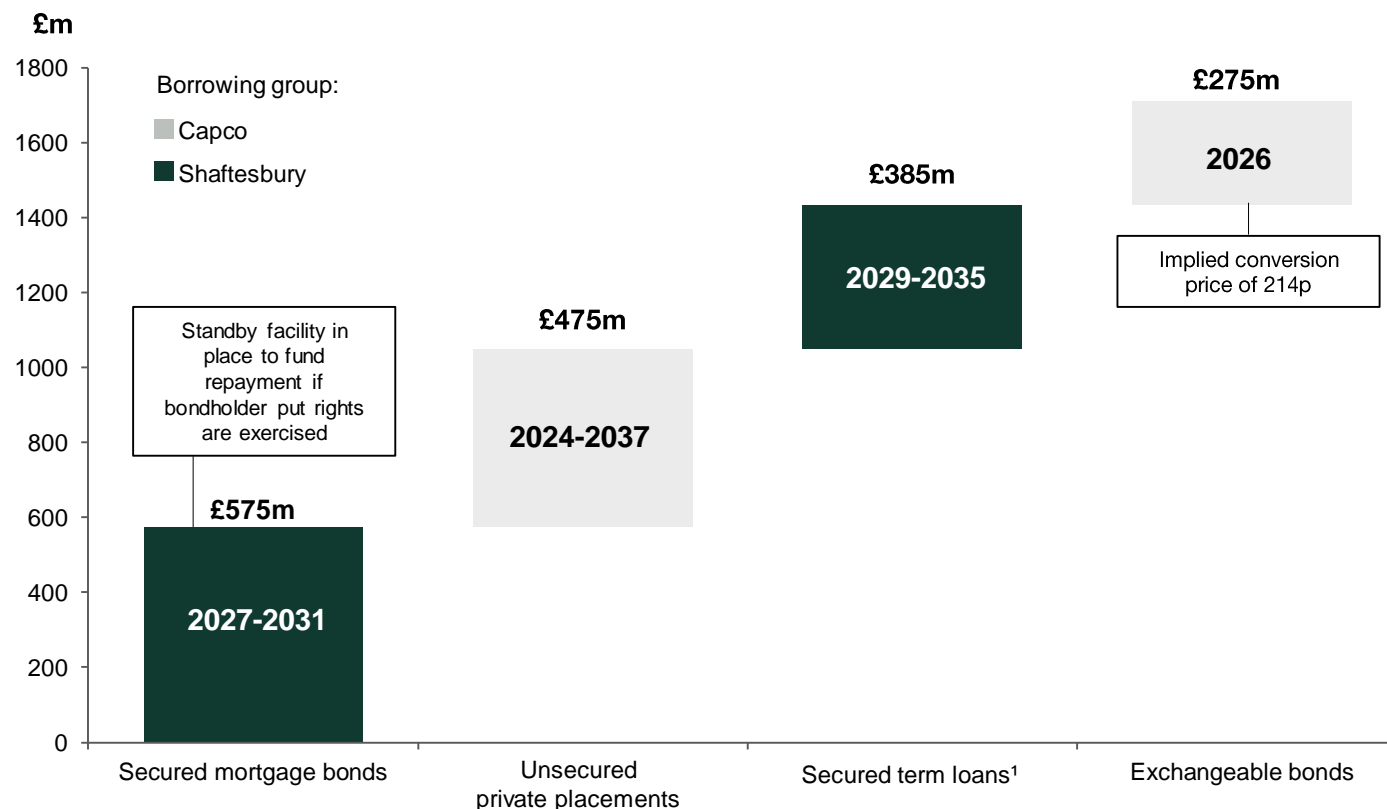 £m
1800
1600
1400
1200
1000
800
600
400
200
0
Borrowing group:
Capco
Shaftesbury
Standby facility in
place to fund
repayment if
bondholder put rights
are exercised
£575m
2027-2031
£475m
2024-2037
£385m
2029-2035
£275m
2026
Implied conversion
price of 214p
Secured mortgage bonds
Unsecured
private placements
Secured term loans¹
Exchangeable bonds